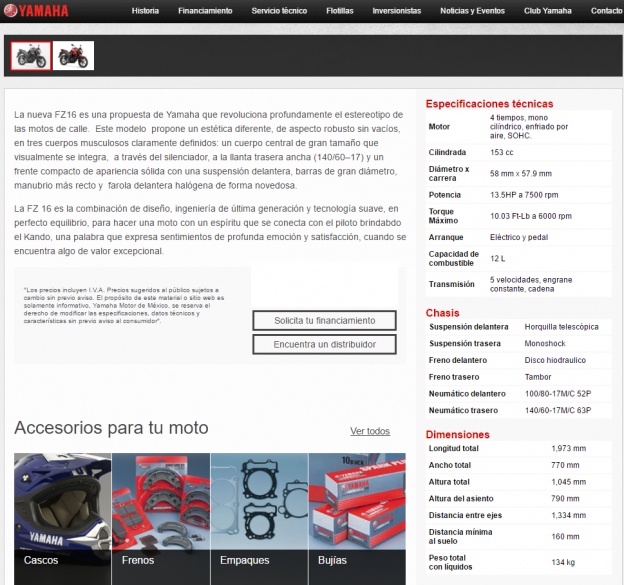 YAMAHA
Historia
Financiamiento
Servicio técnico
Flotillas
Inversionistas
Noticias y Eventos
Club Yamaha
Contacto
La nueva FZ16 es una propuesta de Yamaha que revoluciona profundamente el estereotipo de
las motos de calle. Este modelo propone un estética diferente, de aspecto robusto sin vacíos,
en tres cuerpos musculosos claramente definidos: un cuerpo central de gran tamaño que
visualmente se integra, a través del silenciador, a la llanta trasera ancha (140/60–17) y un
frente compacto de apariencia sólida con una suspensión delantera, barras de gran diámetro,
manubrio más recto y farola delantera halógena de forma novedosa.
La FZ 16 es la combinación de diseño, ingeniería de última generación y tecnología suave, en
perfecto equilibrio, para hacer una moto con un espíritu que se conecta con el piloto brindando
el Kando, una palabra que expresa sentimientos de profunda emoción y satisfacción, cuando se
encuentra algo de valor excepcional.
"Los precios incluyen I.V.A. Precios sugeridos al público sujetos a
cambio sin previo aviso. El propósito de este material o sitio web es
solamente informativo, Yamaha Motor de México, se reserva el
derecho de modificar las especificaciones, datos técnicos y
características sin previo aviso al consumidor".
Solicita tu financiamiento
Encuentra un distribuidor
Accesorios para tu moto
Ver todos
YAMAHA
Cascos
Frenos
Empaques
10 pack
YAMAHA
Bujías
Especificaciones técnicas
Motor
4 tiempos, mono
cilíndrico, enfriado por
aire, SOHC.
Cilindrada
153 cc
Diámetro x
carrera
58 mm x 57.9 mm
Potencia
13.5HP a 7500 rpm
Torque
Máximo
10.03 Ft-Lb a 6000 rpm
Arranque
Eléctrico y pedal
Capacidad de
combustible
12 L
Transmisión
5 velocidades, engrane
constante, cadena
Chasis
Suspensión delantera
Horquilla telescópica
Suspensión trasera
Monoshock
Freno delantero
Disco hiodraulico
Freno trasero
Tambor
Neumático delantero
100/80-17M/C 52P
Neumático trasero
140/60-17M/C 63P
Dimensiones
Longitud total
1,973 mm
Ancho total
770 mm
Altura total
1,045 mm
Altura del asiento
790 mm
Distancia entre ejes
1,334 mm
Distancia mínima
al suelo
160 mm
Peso total
con líquidos
134 kg